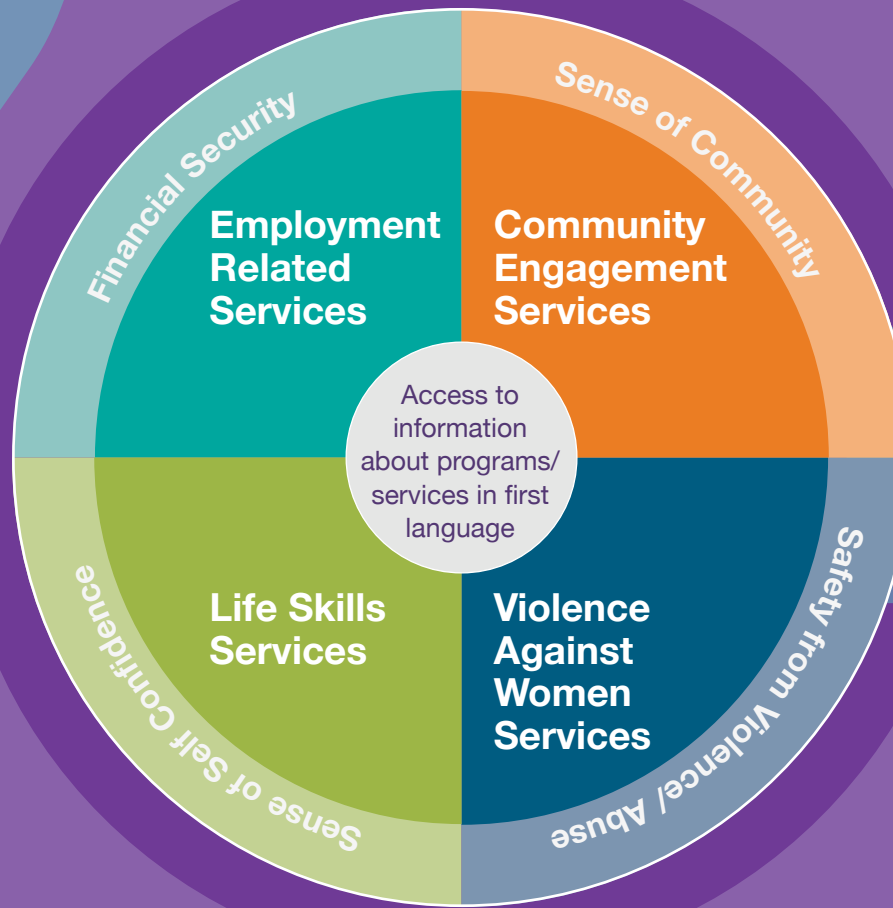 Financial Security
Sense of Community
Employment
Related
Services
Community
Engagement
Services
Access to
information
about programs/
services in first
language
Life Skills
Services
Violence
Against
Women
Services
Sense of Self Confidence
Safety from Violence/ Abuse